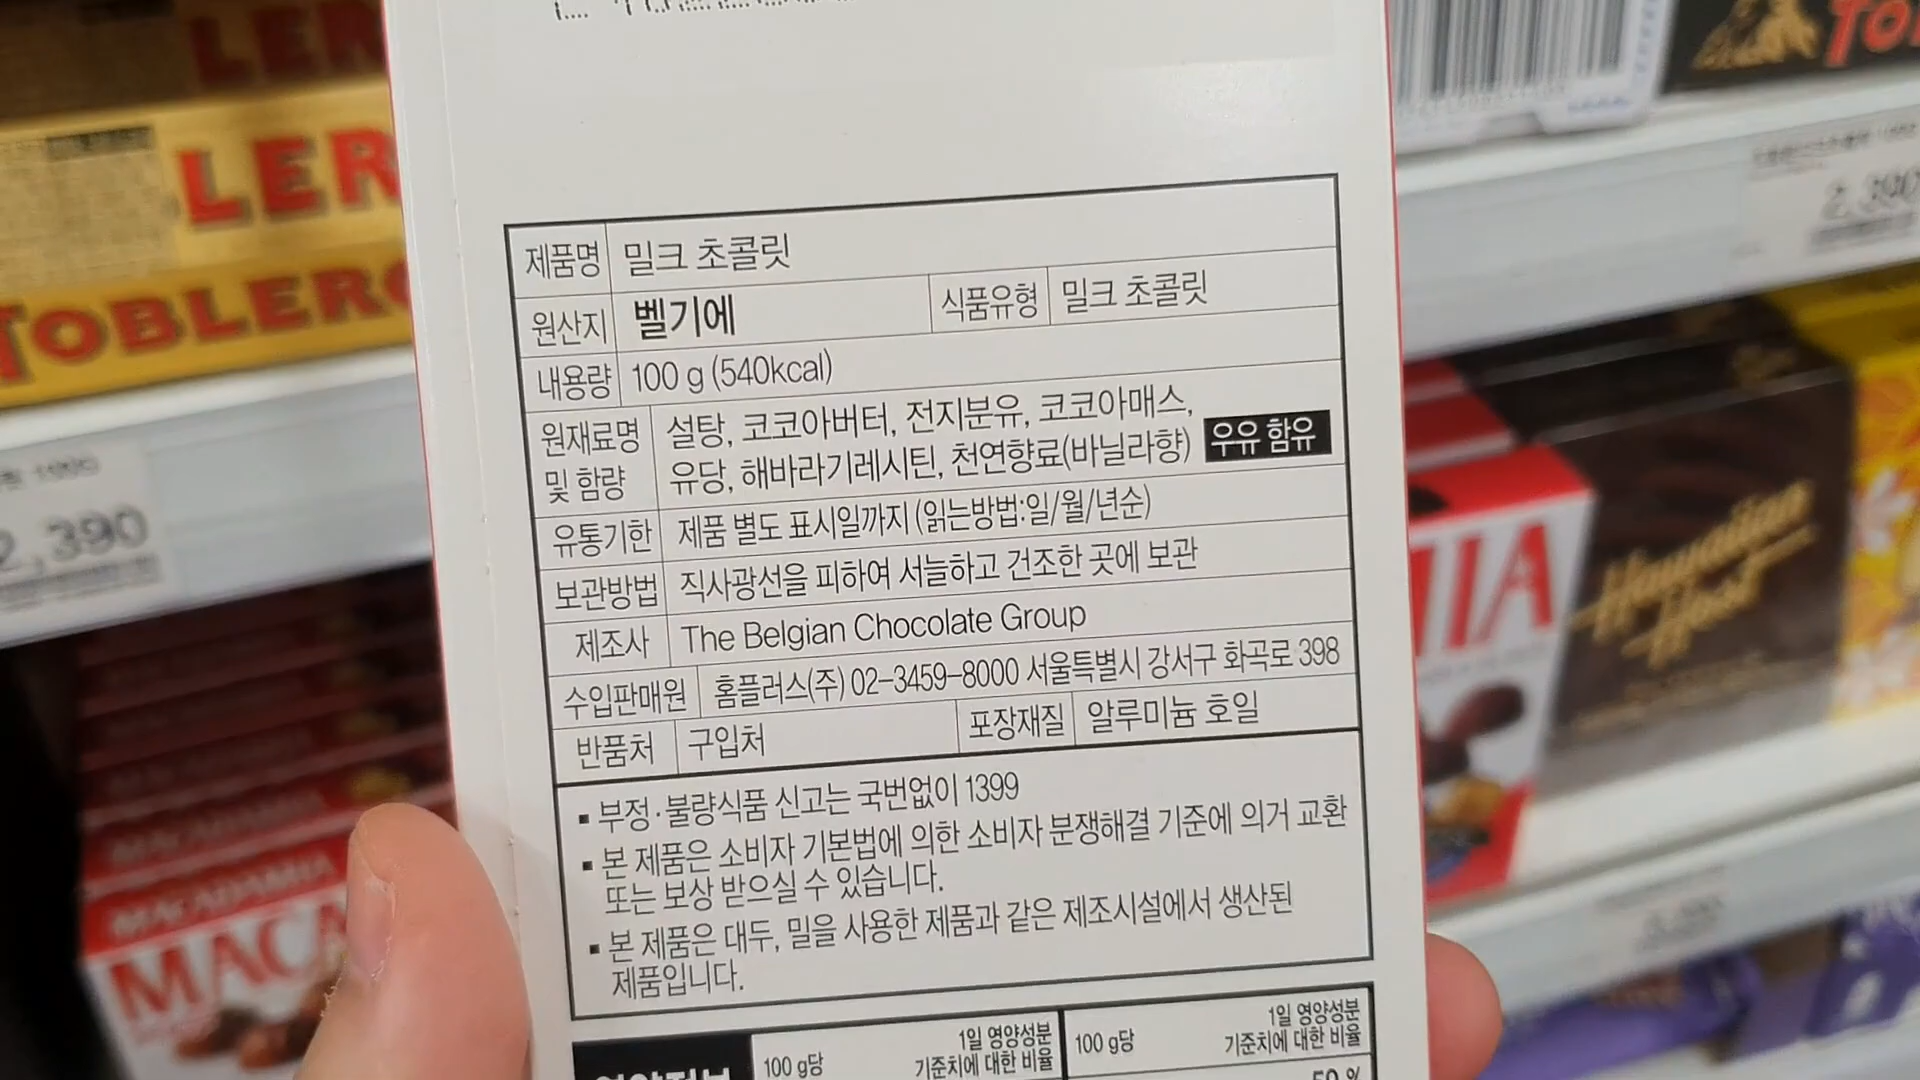 LER
LER
TOBLER
2,390
MACADAMIA
MACA
제품명 밀크 초콜릿
원산지 벨기에 식품유형 밀크 초콜릿
내용량 100 g (540kcal)
원재료명 및 함량 설탕, 코코아버터, 전지분유, 코코아매스,
유당, 해바라기레시틴, 천연향료(바닐라향) 우유 함유
유통기한 제품 별도 표시일까지 (읽는방법:일/월/년순)
보관방법 직사광선을 피하여 서늘하고 건조한 곳에 보관
제조사 The Belgian Chocolate Group
수입판매원 홈플러스(주) 02-3459-8000 서울특별시 강서구 화곡로 398
반품처 구입처 포장재질 알루미늄 호일
▪ 부정·불량식품 신고는 국번없이 1399
▪ 본 제품은 소비자 기본법에 의한 소비자 분쟁해결 기준에 의거 교환
또는 보상 받으실 수 있습니다.
▪ 본 제품은 대두, 밀을 사용한 제품과 같은 제조시설에서 생산된
제품입니다.
100 g당 1일 영양성분
기준치에 대한 비율
100 g당 1일 영양성분
기준치에 대한 비율
TO
2,390
IIA
Hawaiian
Host